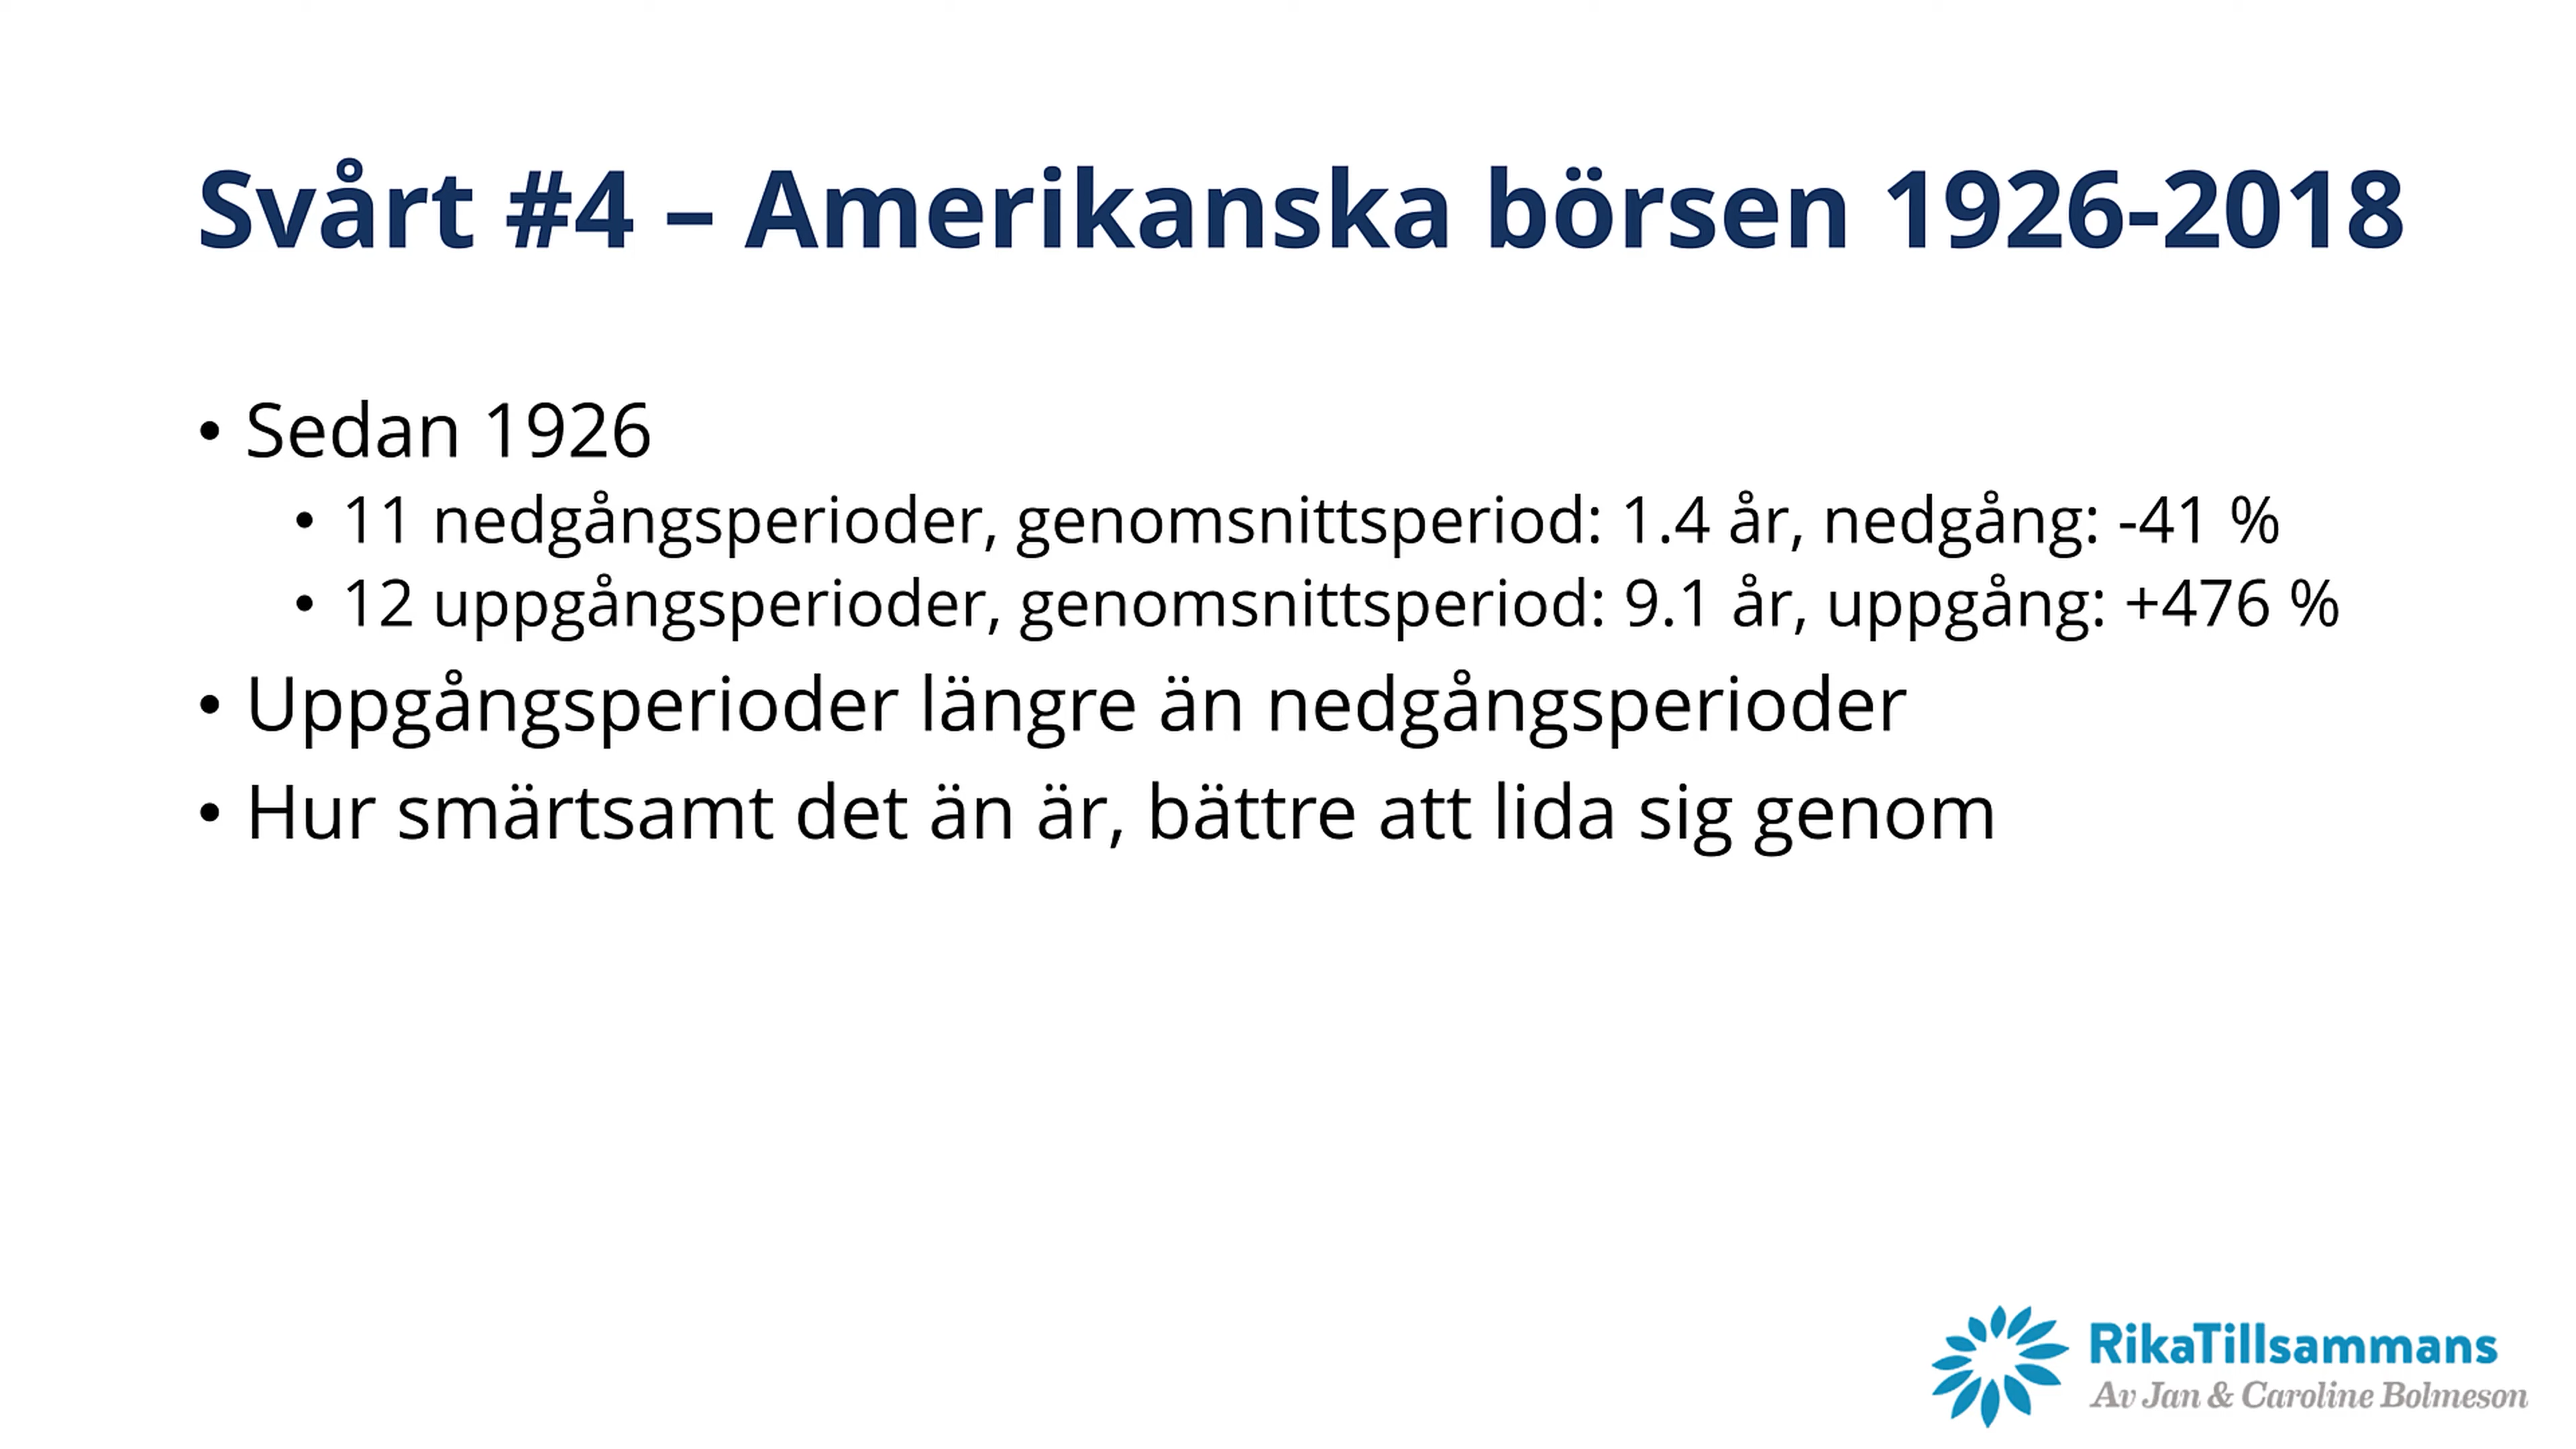 Svårt #4 – Amerikanska börsen 1926-2018
• Sedan 1926
• 11 nedgångsperioder, genomsnittsperiod: 1.4 år, nedgång: -41 %
• 12 uppgångsperioder, genomsnittsperiod: 9.1 år, uppgång: +476 %
• Uppgångsperioder längre än nedgångsperioder
• Hur smärtsamt det än är, bättre att lida sig genom
RikaTillsammans
Av Jan & Caroline Bolmeson